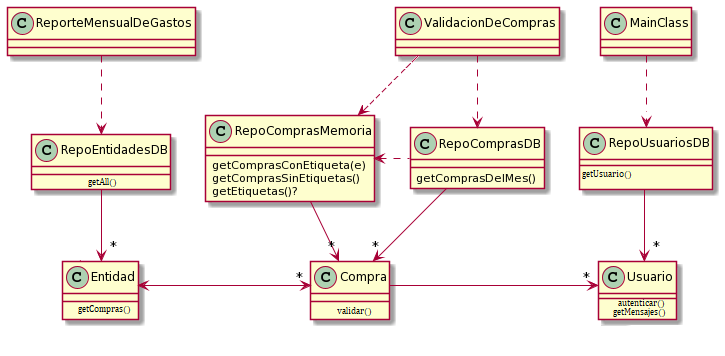 C ReporteMensualDeGastos
C ValidacionDeCompras
C MainClass
C RepoComprasMemoria
getComprasConEtiqueta(e)
getComprasSinEtiquetas()
getEtiquetas()?
C RepoEntidadesDB
getAll()
C RepoComprasDB
getComprasDelMes()
C RepoUsuariosDB
getUsuario()
*
*
*
*
C Entidad
getCompras()
*
C Compra
validar()
*
C Usuario
autenticar()
getMensajes()